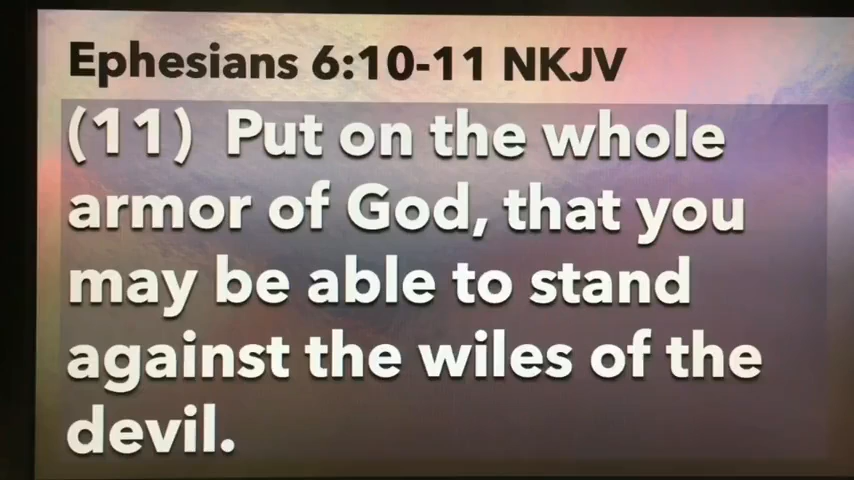 Ephesians 6:10-11 NKJV
(11) Put on the whole
armor of God, that you
may be able to stand
against the wiles of the
devil.